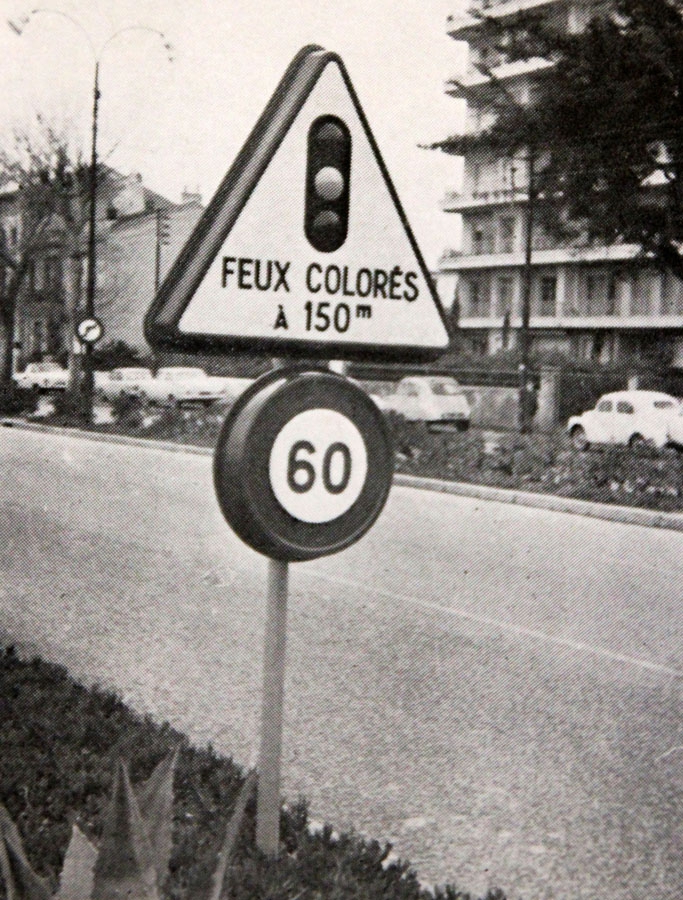 FEUX COLORÉS
À 150ᵐ
60